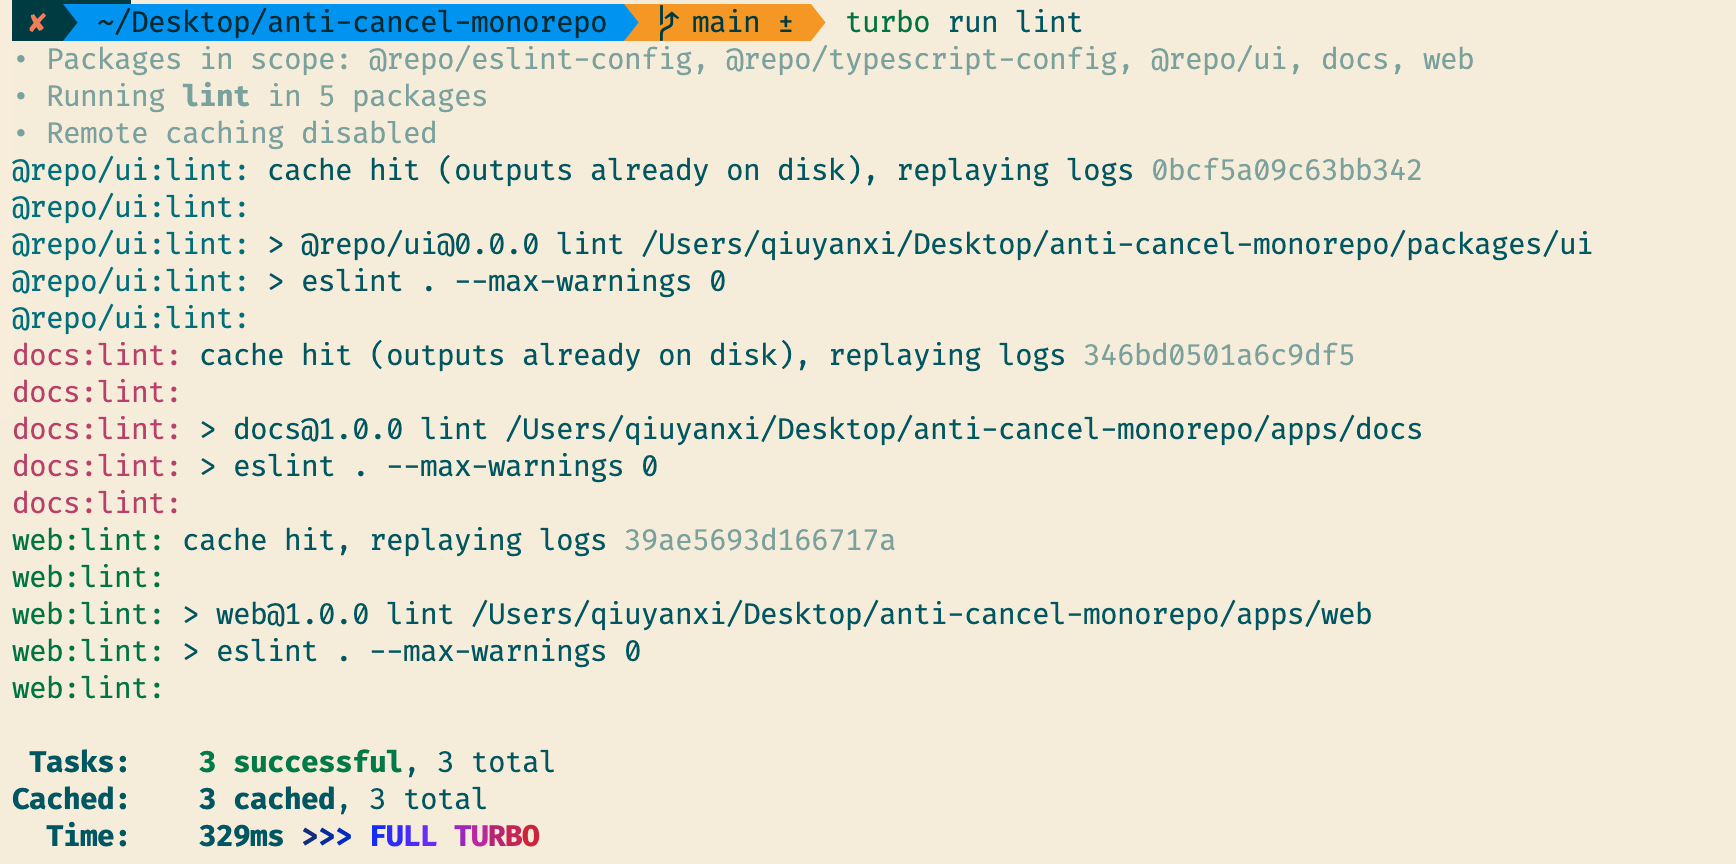 ✘ ~/Desktop/anti-cancel-monorepo main ± turbo run lint
• Packages in scope: @repo/eslint-config, @repo/typescript-config, @repo/ui, docs, web
• Running lint in 5 packages
• Remote caching disabled
@repo/ui:lint: cache hit (outputs already on disk), replaying logs 0bcf5a09c63bb342
@repo/ui:lint:
@repo/ui:lint: > @repo/ui@0.0.0 lint /Users/qiuyanxi/Desktop/anti-cancel-monorepo/packages/ui
@repo/ui:lint: > eslint . --max-warnings 0
@repo/ui:lint:
docs:lint: cache hit (outputs already on disk), replaying logs 346bd0501a6c9df5
docs:lint:
docs:lint: > docs@1.0.0 lint /Users/qiuyanxi/Desktop/anti-cancel-monorepo/apps/docs
docs:lint: > eslint . --max-warnings 0
docs:lint:
web:lint: cache hit, replaying logs 39ae5693d166717a
web:lint:
web:lint: > web@1.0.0 lint /Users/qiuyanxi/Desktop/anti-cancel-monorepo/apps/web
web:lint: > eslint . --max-warnings 0
web:lint:
Tasks: 3 successful, 3 total
Cached: 3 cached, 3 total
Time: 329ms >>> FULL TURBO